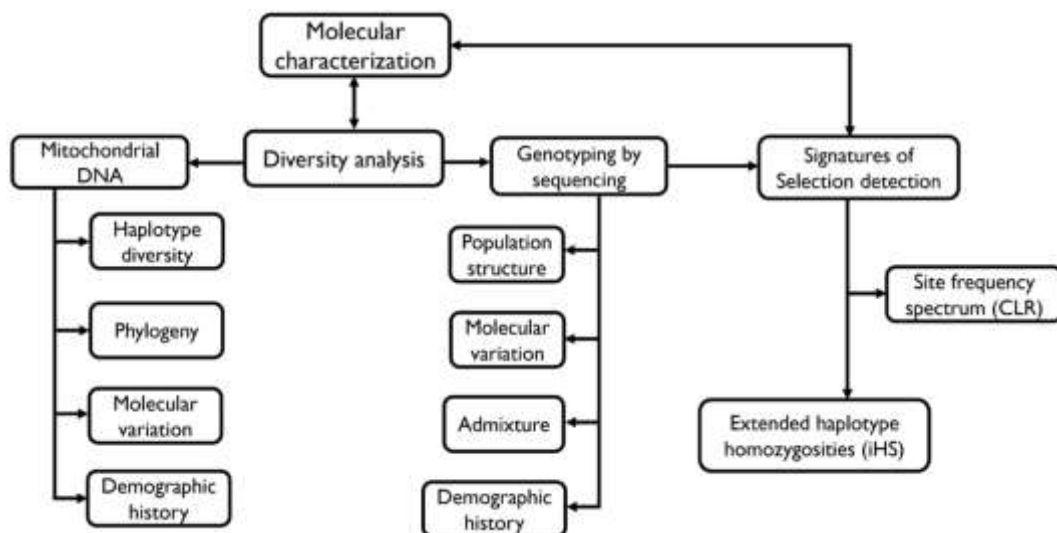 Molecular
characterization
Mitochondrial
DNA
Diversity analysis
Genotyping by
sequencing
Signatures of
Selection detection
Haplotype
diversity
Phylogeny
Molecular
variation
Demographic
history
Population
structure
Molecular
variation
Admixture
Demographic
history
Site frequency
spectrum (CLR)
Extended haplotype
homozygosities (iHS)